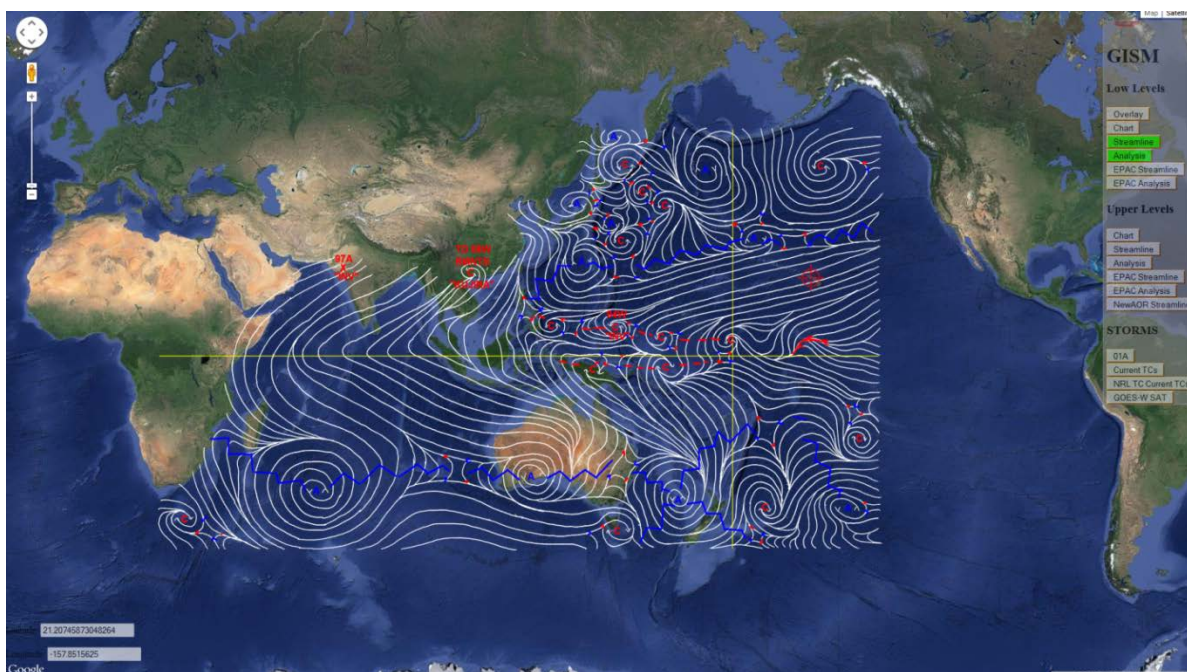 Map
GISM
Low Levels
Overlay
Chart
Streamline
Analysis
EPAC Streamline
EPAC Analysis
Upper Levels
Chart
Streamline
Analysis
EPAC Streamline
EPAC Analysis
NewAOR Streamline
STORMS
01A
Current TCs
NRL TC Current TCs
GOES-W SAT
97A
X
21.20745873048264
-157.8515625
Google